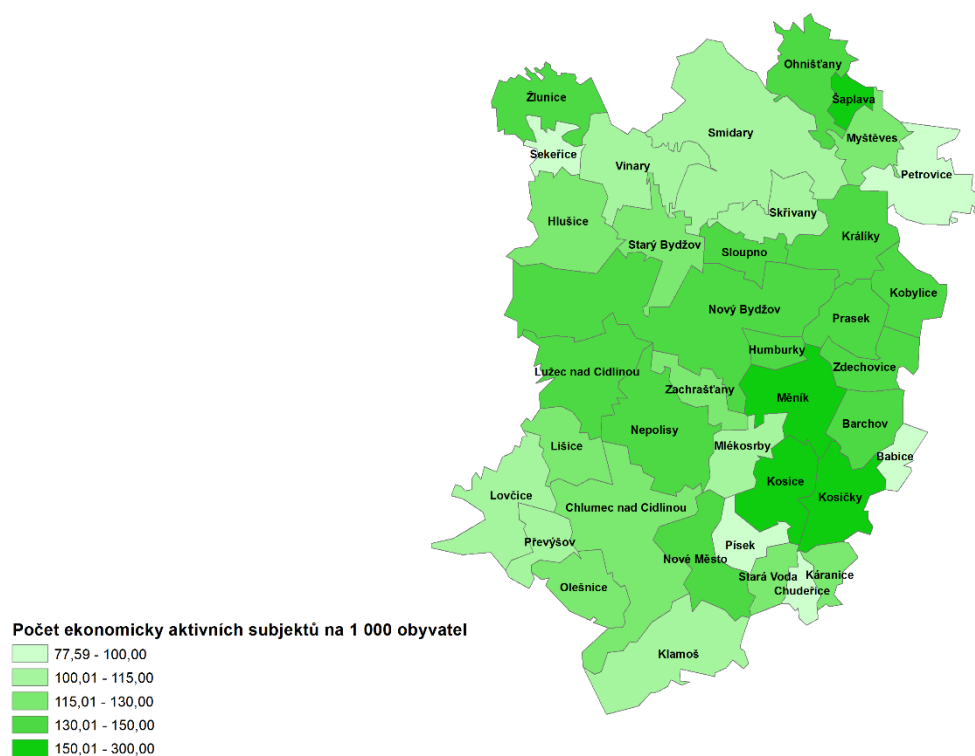 Ohnišťany
Šaplava
Žlunice
Smidary
Myštěves
Sekeřice
Vinary
Petrovice
Skřivany
Hlušice
Starý Bydžov
Králíky
Sloupno
Kobylice
Nový Bydžov
Prasek
Humburky
Zdechovice
Lužec nad Cidlinou
Zachrašťany
Měník
Barchov
Nepolisy
Lišice
Mlékosrby
Babice
Kosice
Lovčice
Kosičky
Chlumec nad Cidlinou
Převýšov
Písek
Nové Město
Stará Voda
Káranice
Olešnice
Chudeřice
Klamoš
Počet ekonomicky aktivních subjektů na 1 000 obyvatel
77,59 - 100,00
100,01 - 115,00
115,01 - 130,00
130,01 - 150,00
150,01 - 300,00